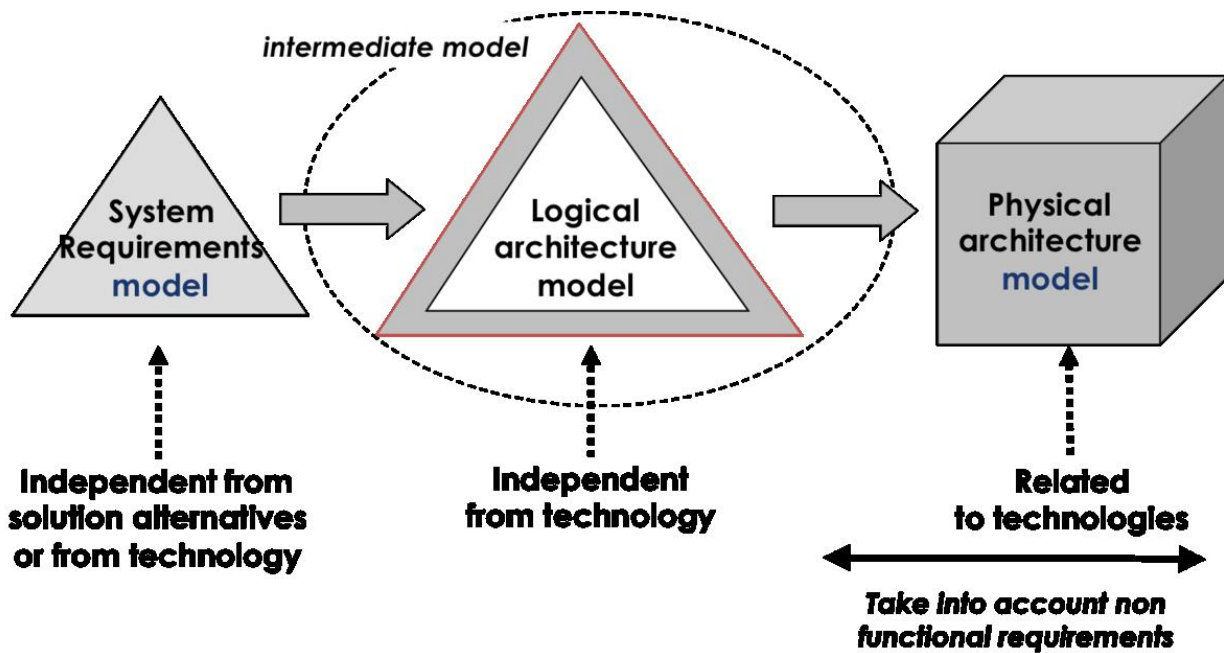 intermediate model
System
Requirements
model
Logical
architecture
model
Physical
architecture
model
Independent from
solution alternatives
or from technology
Independent
from technology
Related
to technologies
Take into account non
functional requirements